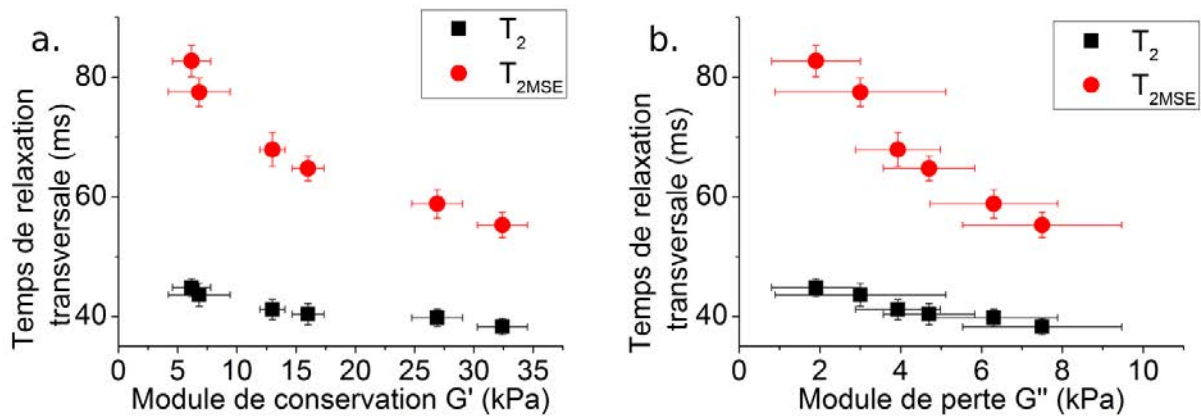 a.
T2
T2MSE
80
60
40
Temps de relaxation
transversale (ms)
0 5 10 15 20 25 30 35
Module de conservation G' (kPa)
b.
T2
T2MSE
80
60
40
Temps de relaxation
transversale (ms)
0 2 4 6 8 10
Module de perte G'' (kPa)